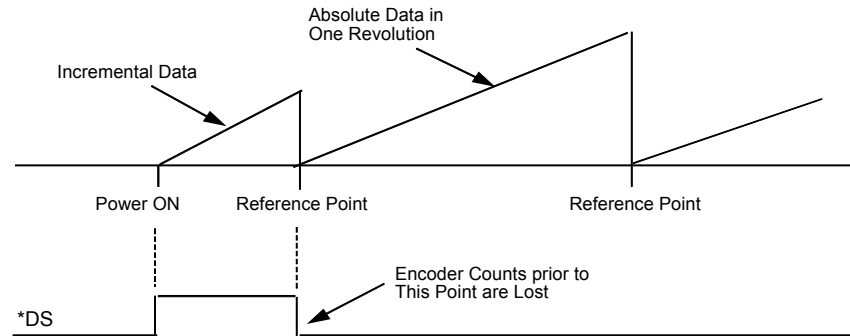 Absolute Data in
One Revolution
Incremental Data
Power ON
Reference Point
Reference Point
Encoder Counts prior to
This Point are Lost
*DS